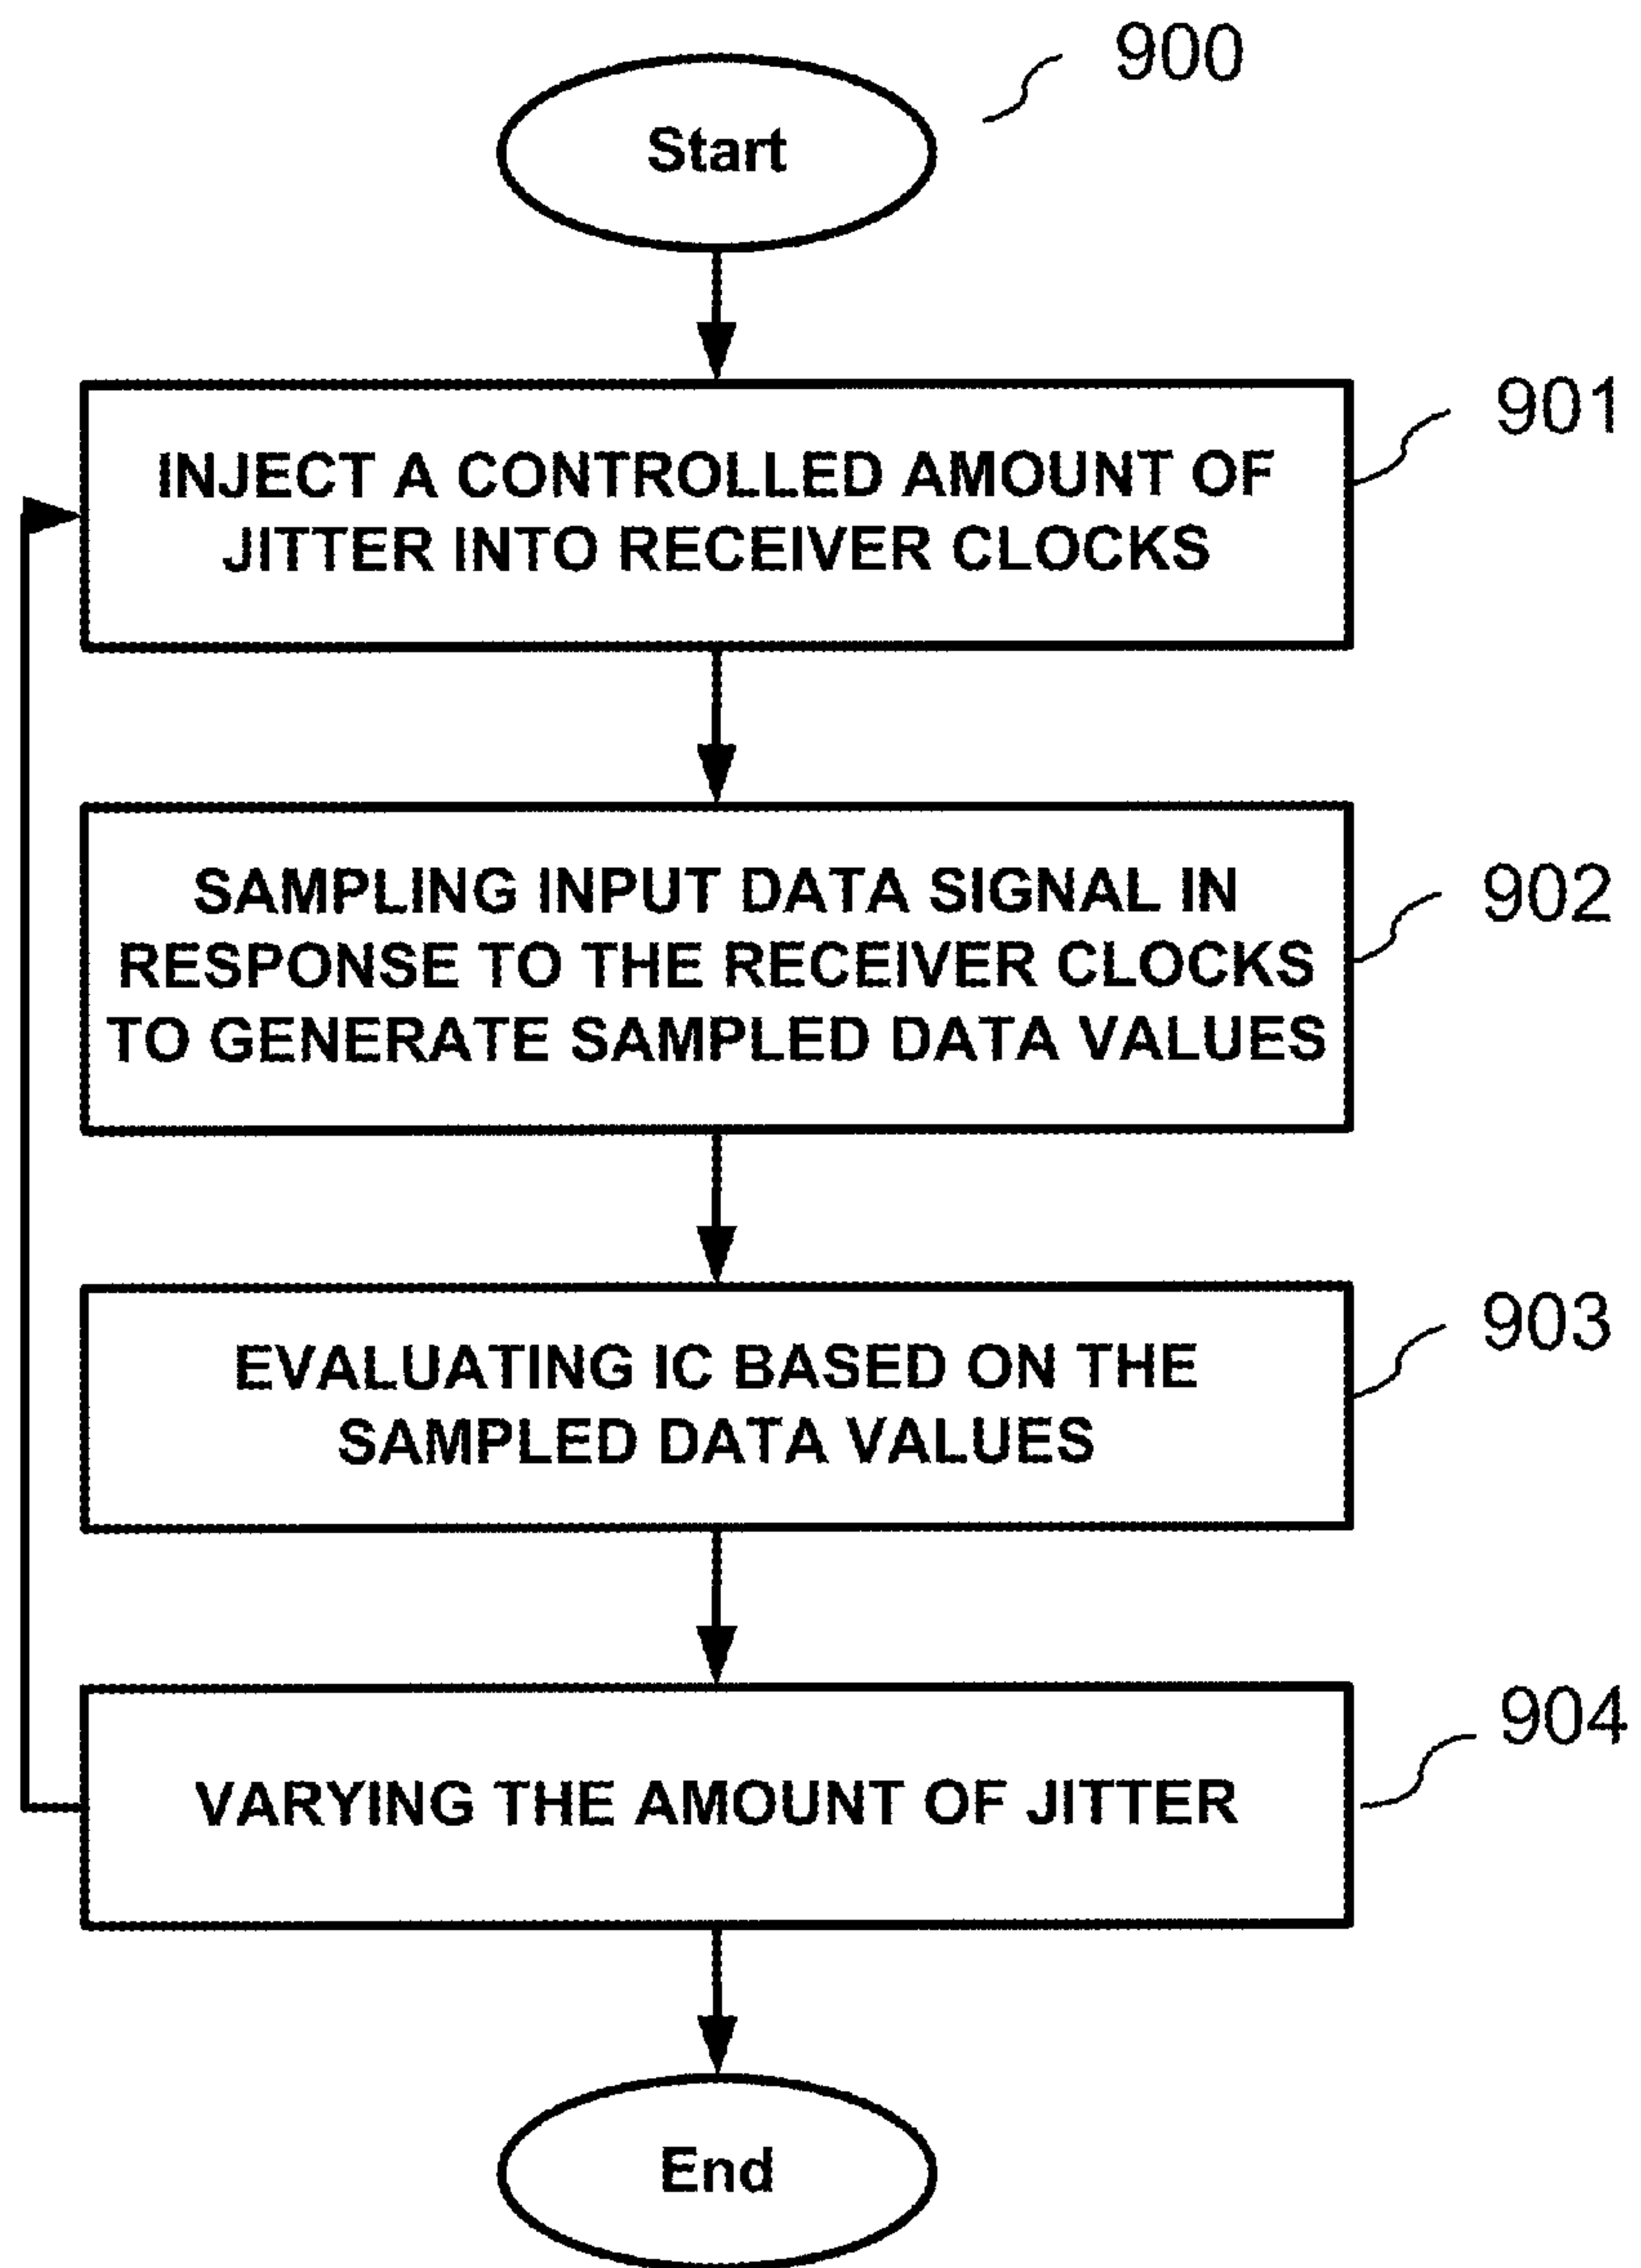 900
Start
901
INJECT A CONTROLLED AMOUNT OF
JITTER INTO RECEIVER CLOCKS
902
SAMPLING INPUT DATA SIGNAL IN
RESPONSE TO THE RECEIVER CLOCKS
TO GENERATE SAMPLED DATA VALUES
903
EVALUATING IC BASED ON THE
SAMPLED DATA VALUES
904
VARYING THE AMOUNT OF JITTER
End